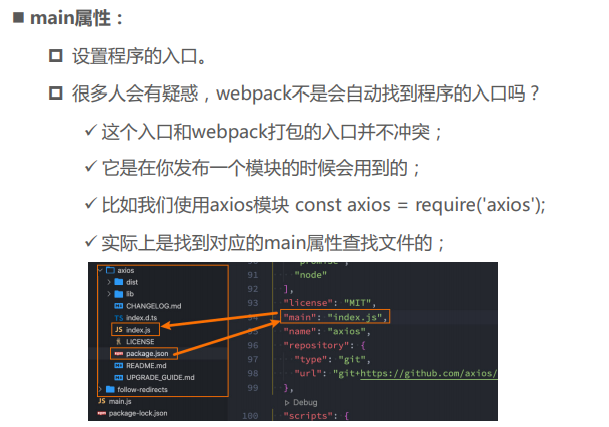 main属性：
设置程序的入口。
很多人会有疑惑，webpack不是会自动找到程序的入口吗？
这个入口和webpack打包的入口并不冲突；
它是在你发布一个模块的时候会用到的；
比如我们使用axios模块 const axios = require('axios');
实际上是找到对应的main属性查找文件的；
axios
dist
lib
CHANGELOG.md
TS index.d.ts
JS index.js
LICENSE
package.json
README.md
UPGRADE_GUIDE.md
follow-redirects
JS main.js
package-lock.json
91 "node"
92 ],
93 "license": "MIT",
94 "main": "index.js",
95 "name": "axios",
96 "repository": {
97 "type": "git",
98 "url": "git+https://github.com/axios/
99 },
Debug
100 "scripts": {